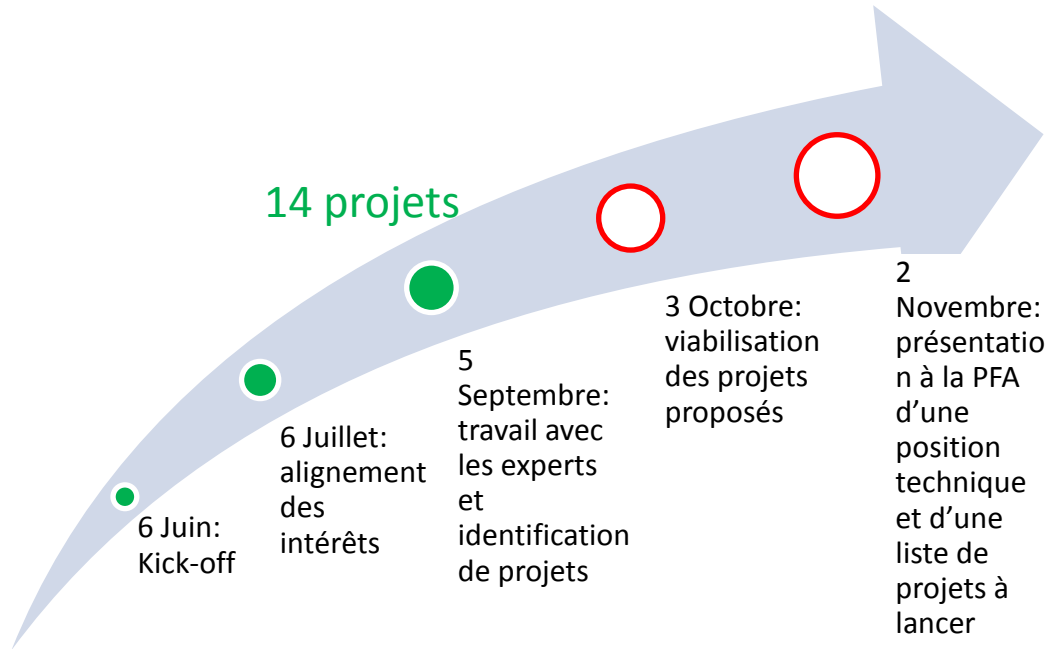 14 projets
6 Juin:
Kick-off
6 Juillet:
alignement
des
intérêts
5
Septembre:
travail avec
les experts
et
identification
de projets
3 Octobre:
viabilisation
des projets
proposés
2
Novembre:
présentatio
n à la PFA
d’une
position
technique
et d’une
liste de
projets à
lancer